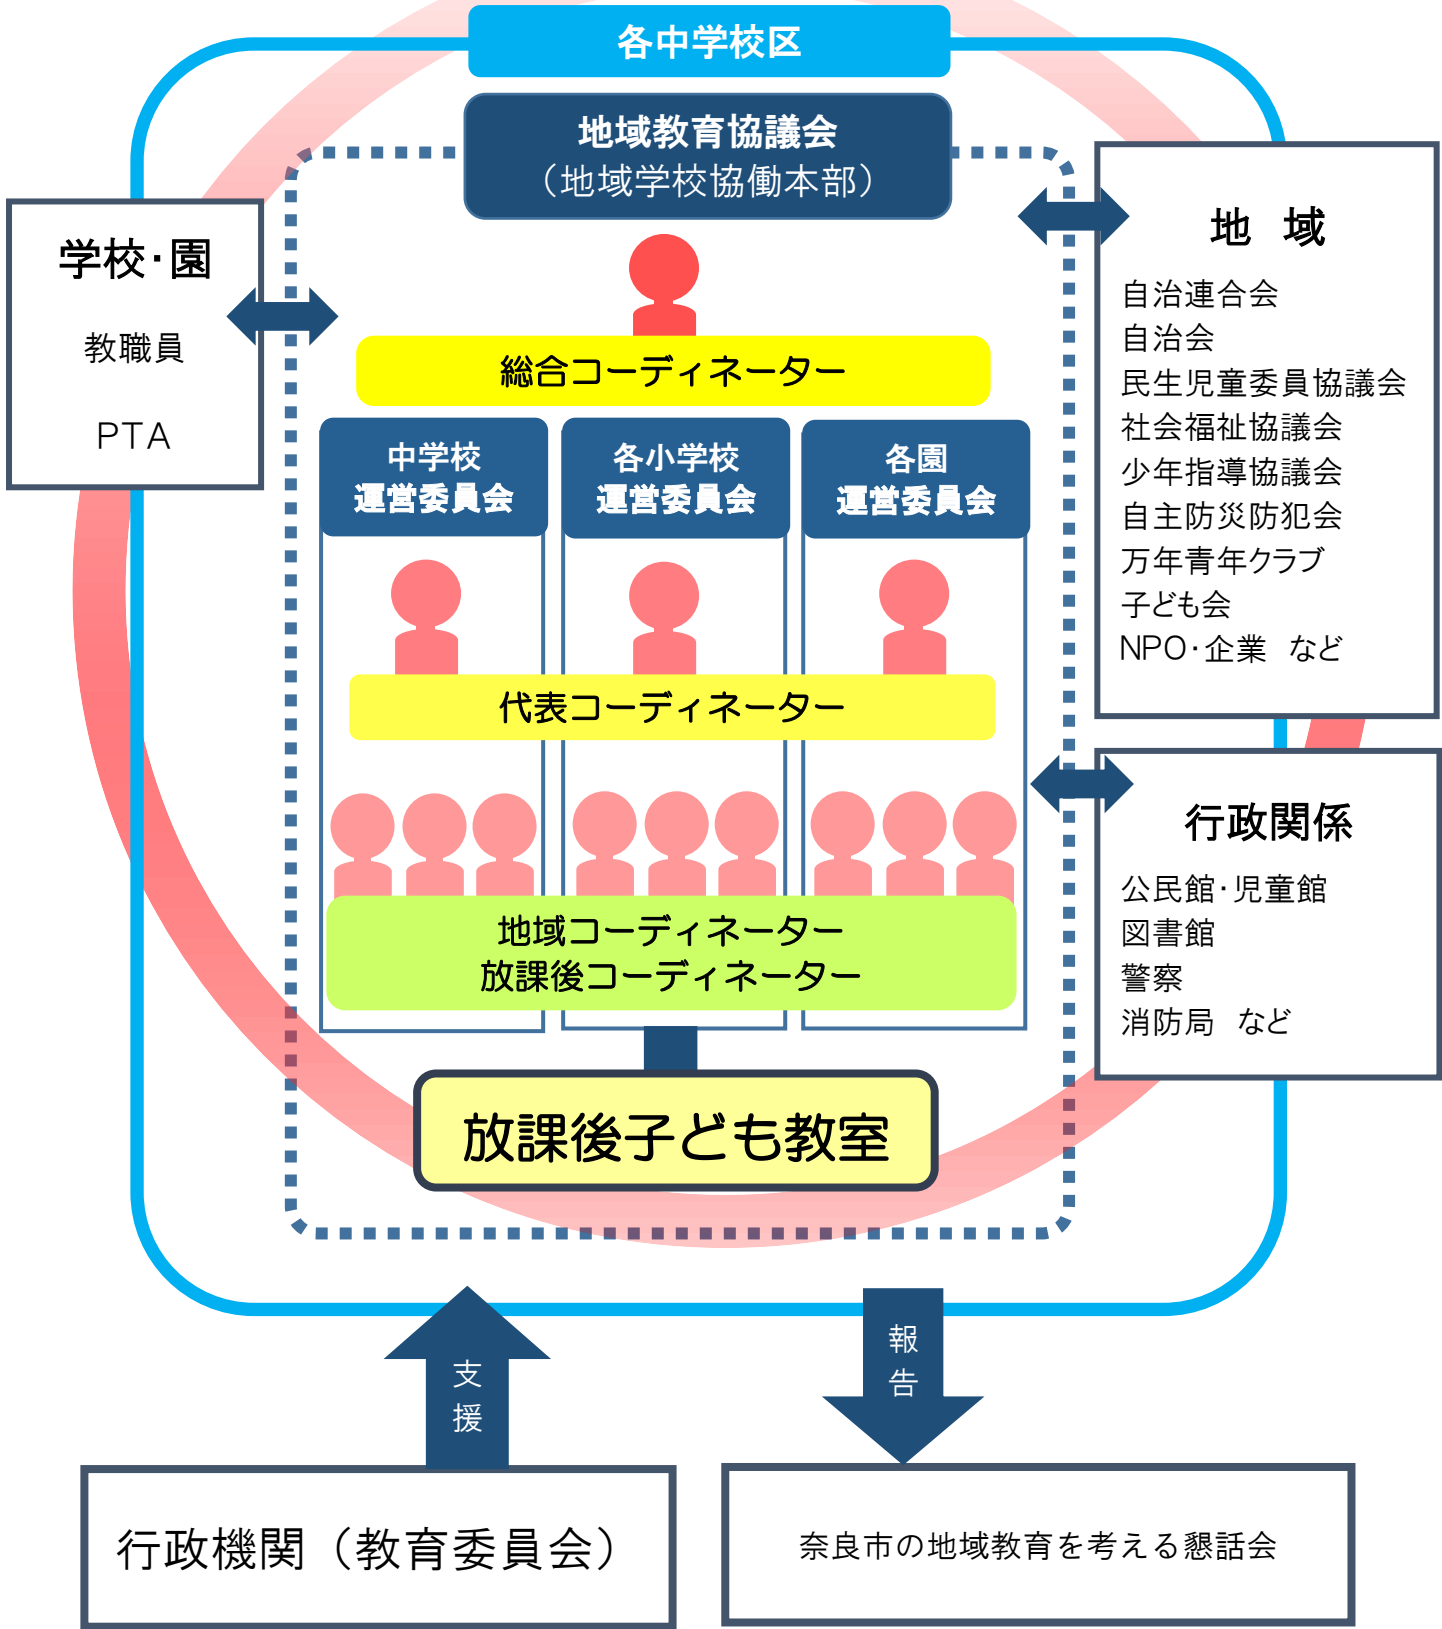 各中学校区
地域教育協議会
（地域学校協働本部）
学校・園
教職員
PTA
総合コーディネーター
中学校
運営委員会
各小学校
運営委員会
各園
運営委員会
代表コーディネーター
地域コーディネーター
放課後コーディネーター
放課後子ども教室
地　域
自治連合会
自治会
民生児童委員協議会
社会福祉協議会
少年指導協議会
自主防災防犯会
万年青年クラブ
子ども会
NPO・企業　など
行政関係
公民館・児童館
図書館
警察
消防局　など
支援
報告
行政機関（教育委員会）
奈良市の地域教育を考える懇話会